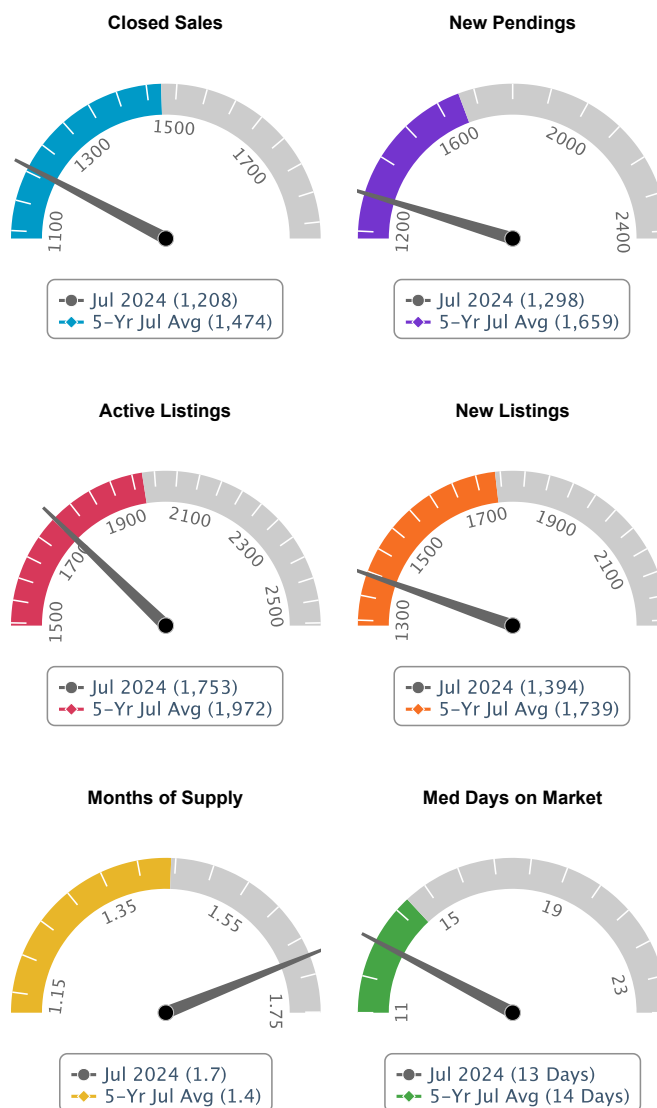 Closed Sales
1100
1300
1500
1700
Jul 2024 (1,208)
5-Yr Jul Avg (1,474)
New Pendings
1200
1600
2000
2400
Jul 2024 (1,298)
5-Yr Jul Avg (1,659)
Active Listings
1500
1700
1900
2100
2300
2500
Jul 2024 (1,753)
5-Yr Jul Avg (1,972)
New Listings
1300
1500
1700
1900
2100
Jul 2024 (1,394)
5-Yr Jul Avg (1,739)
Months of Supply
1.15
1.35
1.55
1.75
Jul 2024 (1.7)
5-Yr Jul Avg (1.4)
Med Days on Market
11
15
19
23
Jul 2024 (13 Days)
5-Yr Jul Avg (14 Days)